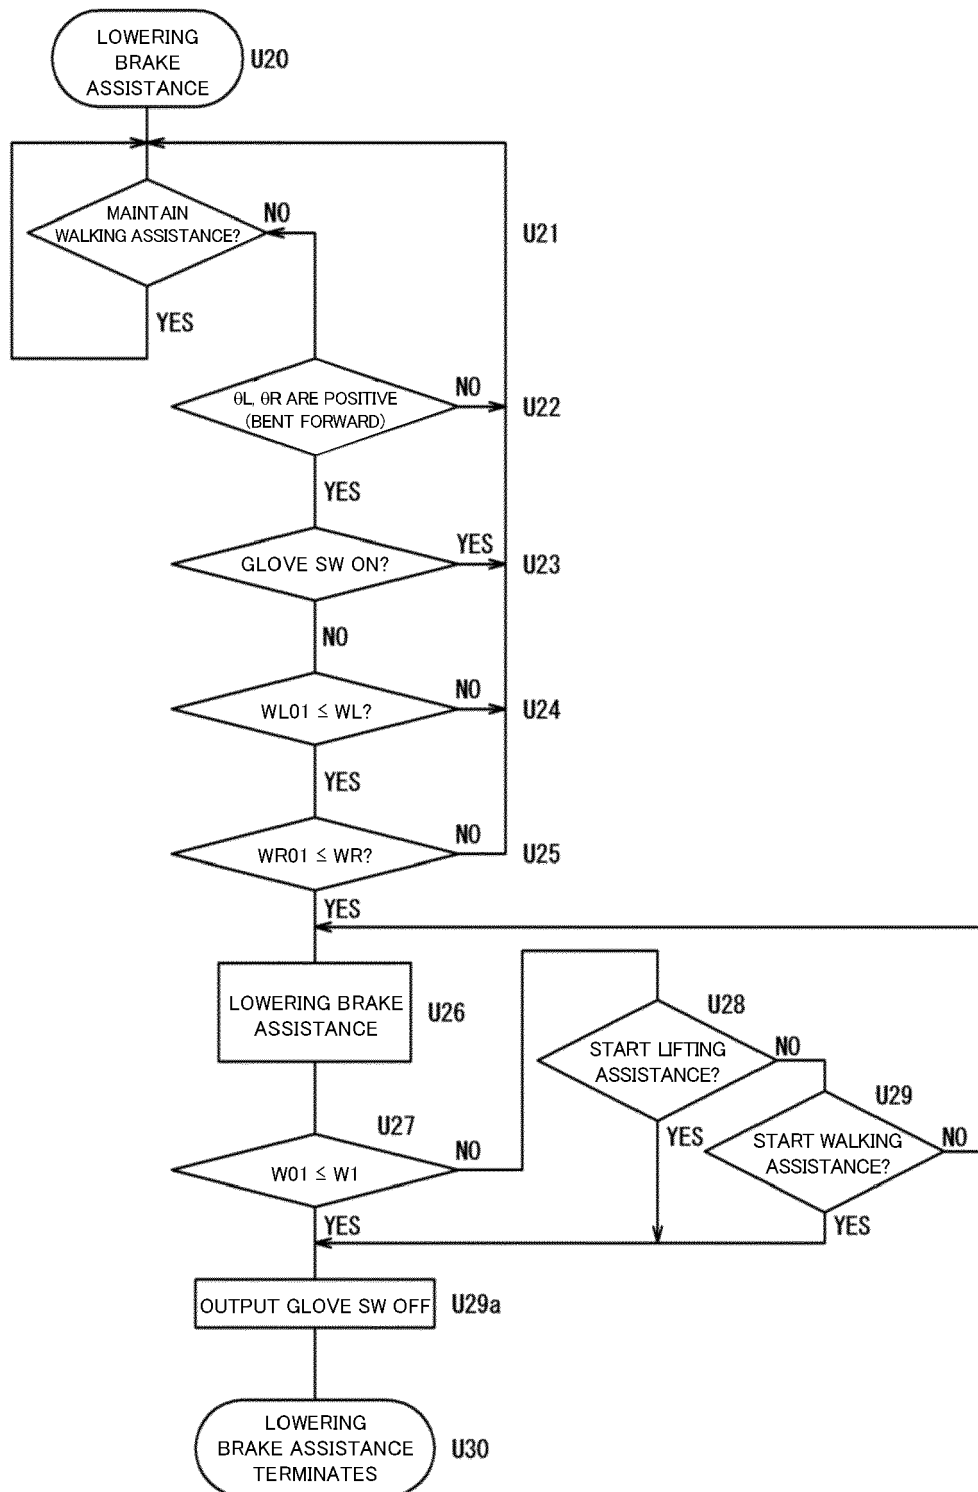 LOWERING
BRAKE
ASSISTANCE
U20
MAINTAIN
WALKING ASSISTANCE?
NO
U21
YES
θL, θR ARE POSITIVE
(BENT FORWARD)
NO
U22
YES
GLOVE SW ON?
YES
U23
NO
WL01 ≤ WL?
NO
U24
YES
WR01 ≤ WR?
NO
U25
YES
LOWERING BRAKE
ASSISTANCE
U26
U28
START LIFTING
ASSISTANCE?
NO
YES
U29
START WALKING
ASSISTANCE?
NO
YES
U27
W01 ≤ W1
NO
YES
OUTPUT GLOVE SW OFF
U29a
LOWERING
BRAKE ASSISTANCE
TERMINATES
U30